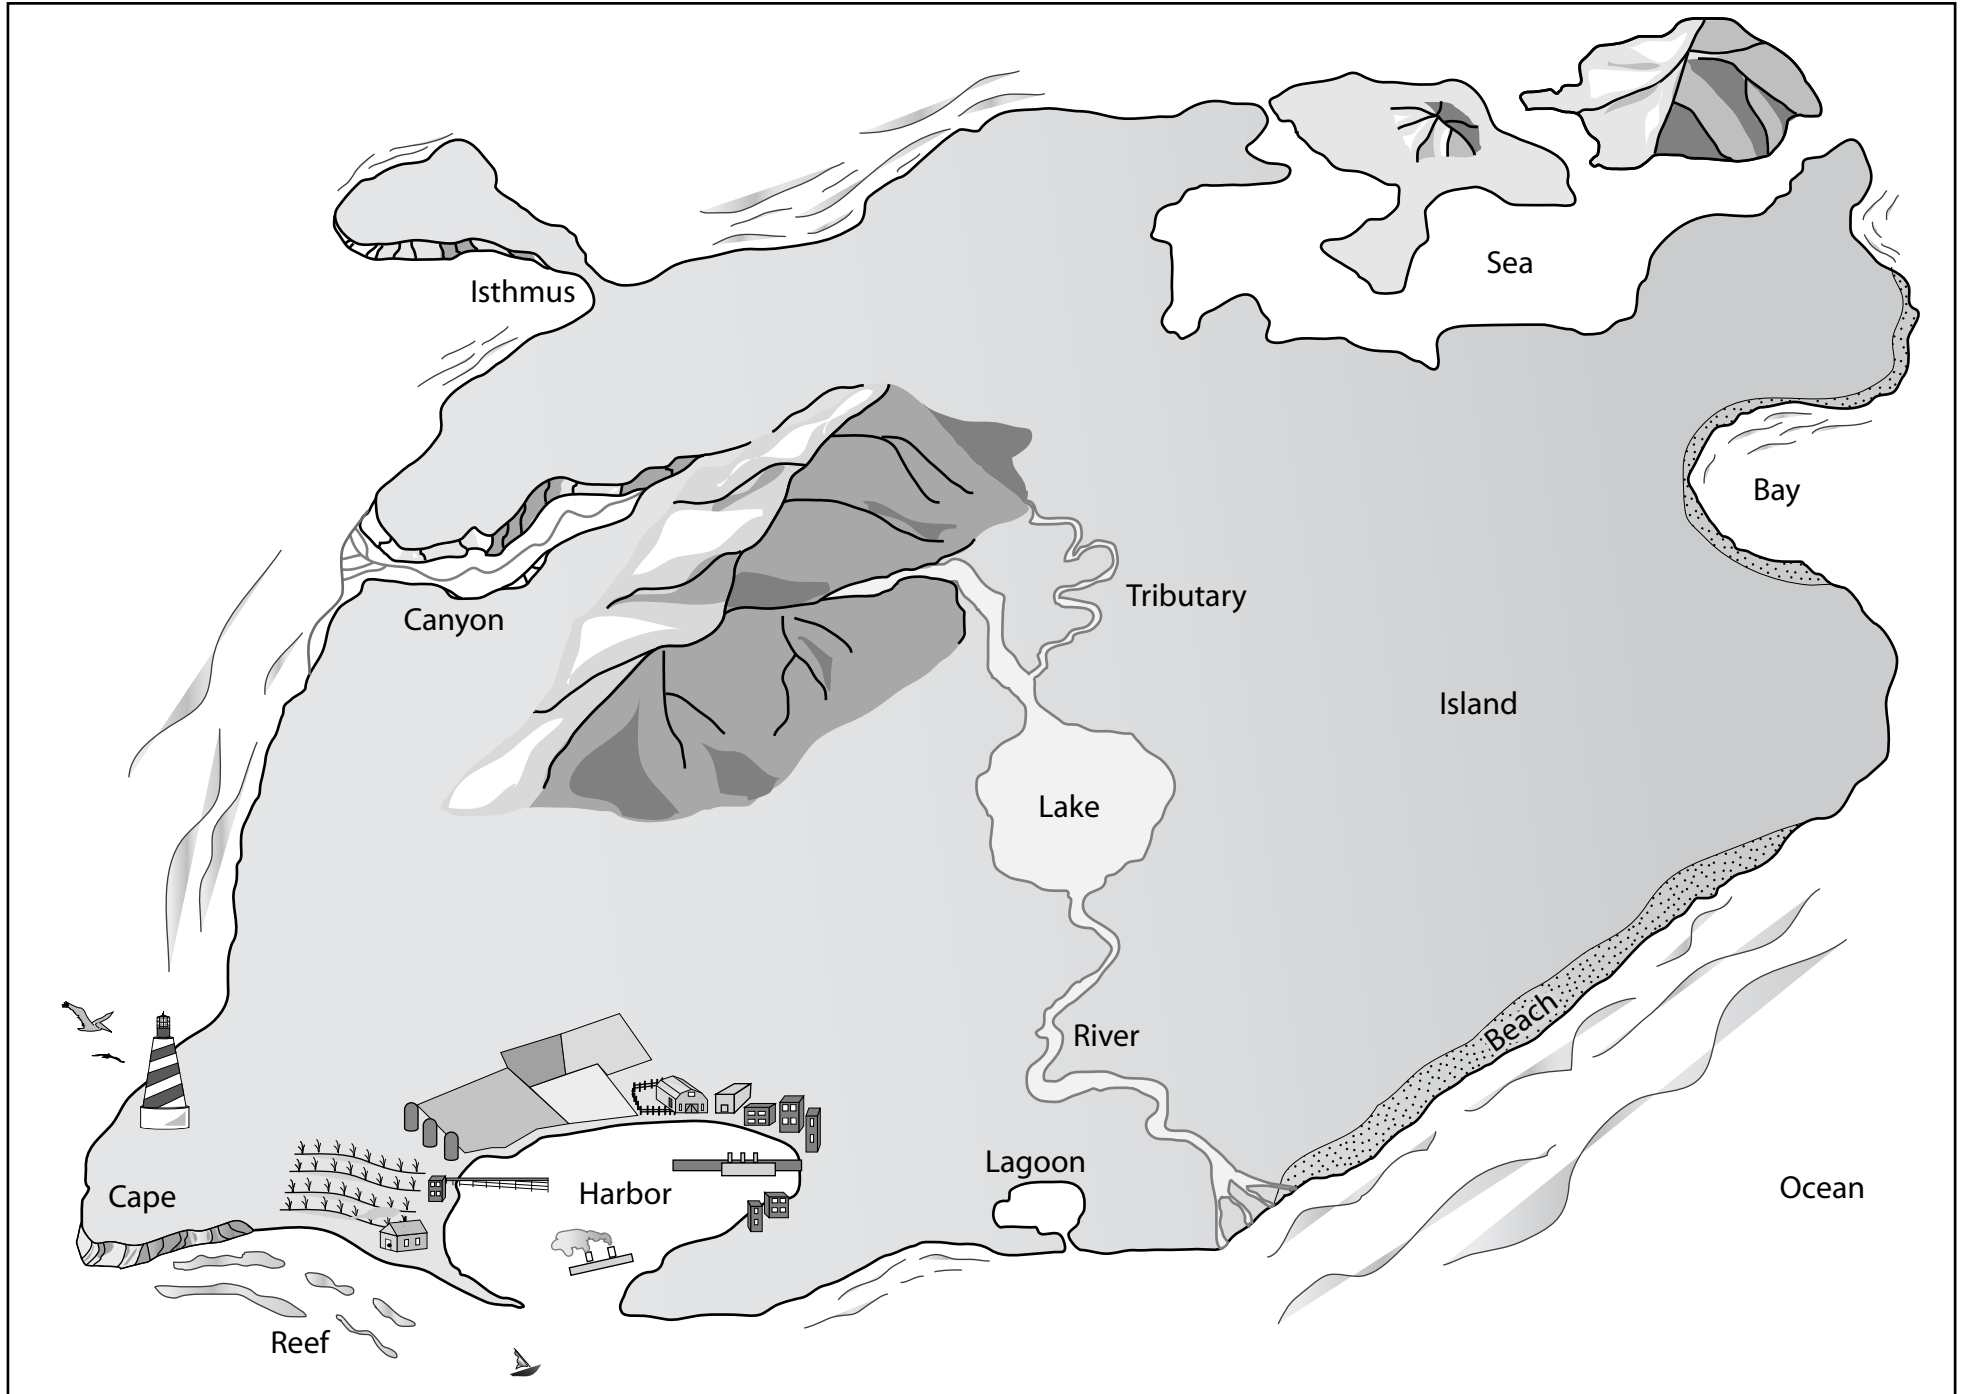 Sea
Isthmus
Bay
Tributary
Canyon
Island
Lake
River
Beach
Lagoon
Ocean
Harbor
Cape
Reef